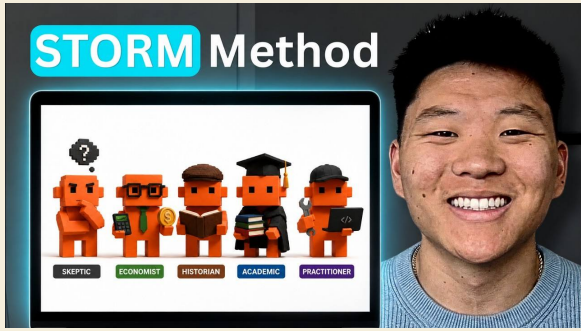 STORM Method
?
SKEPTIC
ECONOMIST
HISTORIAN
ACADEMIC
PRACTITIONER
$
</>